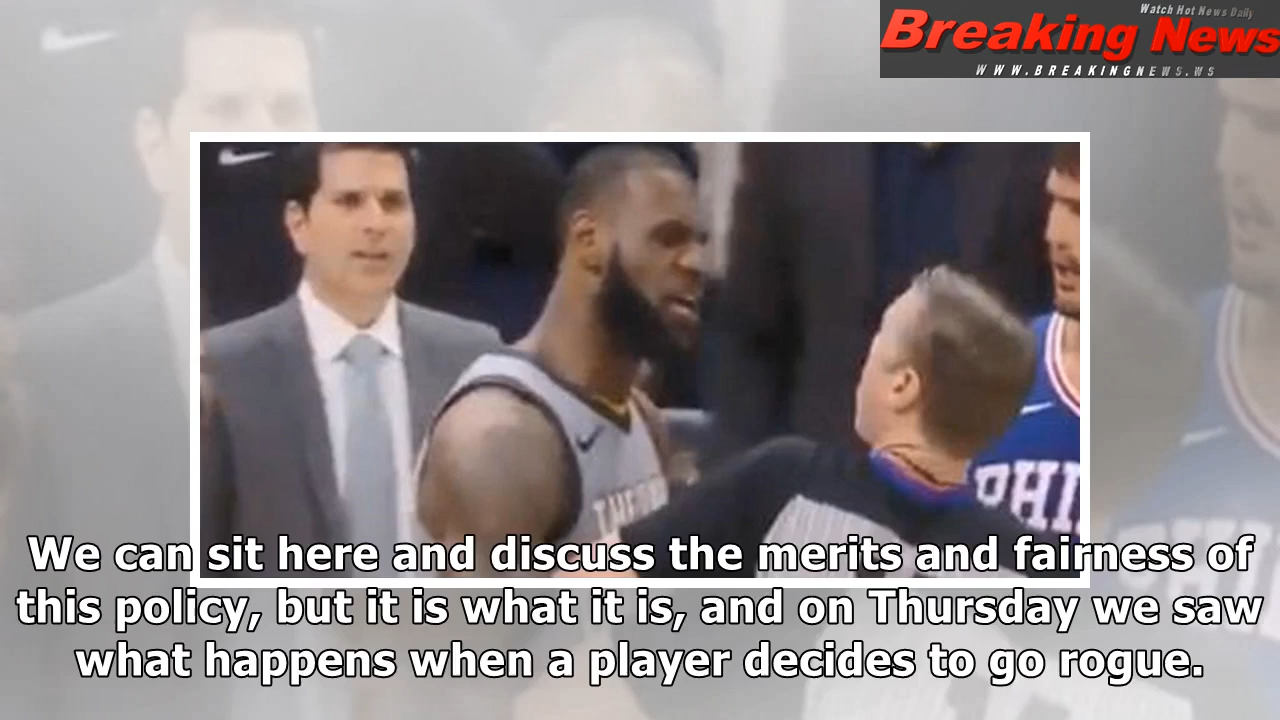 Watch Hot News Daily
Breaking News
WWW.BREAKINGNEWS.WS
PHI
We can sit here and discuss the merits and fairness of
this policy, but it is what it is, and on Thursday we saw
what happens when a player decides to go rogue.